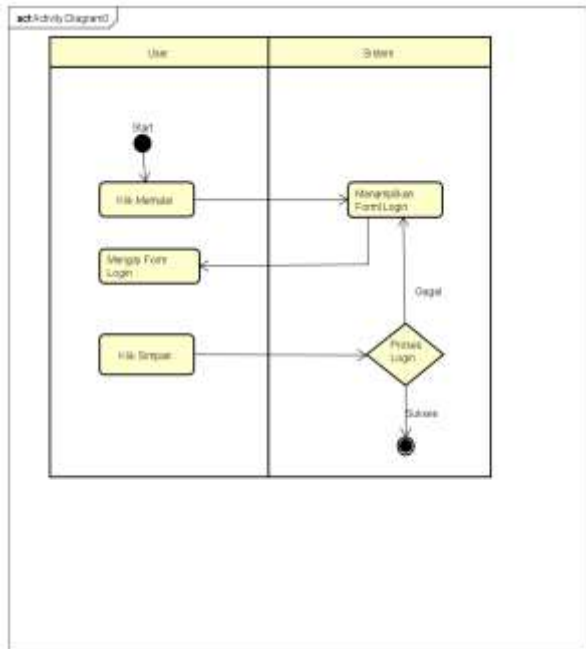 act Activity Diagram0
User
Sistem
Start
Klik Memulai
Menampilkan
Form Login
Mengisi Form
Login
Gagal
Klik Simpan
Proses
Login
Sukses